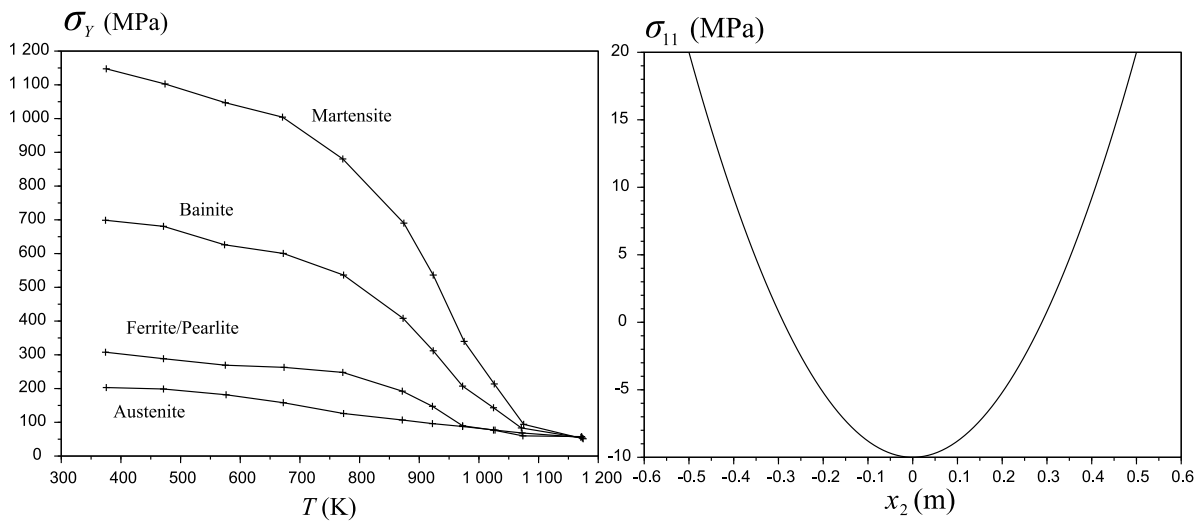 σY (MPa)
1 200
1 100
1 000
900
800
700
600
500
400
300
200
100
0
Martensite
Bainite
Ferrite/Pearlite
Austenite
300 400 500 600 700 800 900 1 000 1 100 1 200
T (K)
σ11 (MPa)
20
15
10
5
0
-5
-10
-0.6 -0.5 -0.4 -0.3 -0.2 -0.1 0 0.1 0.2 0.3 0.4 0.5 0.6
x2 (m)